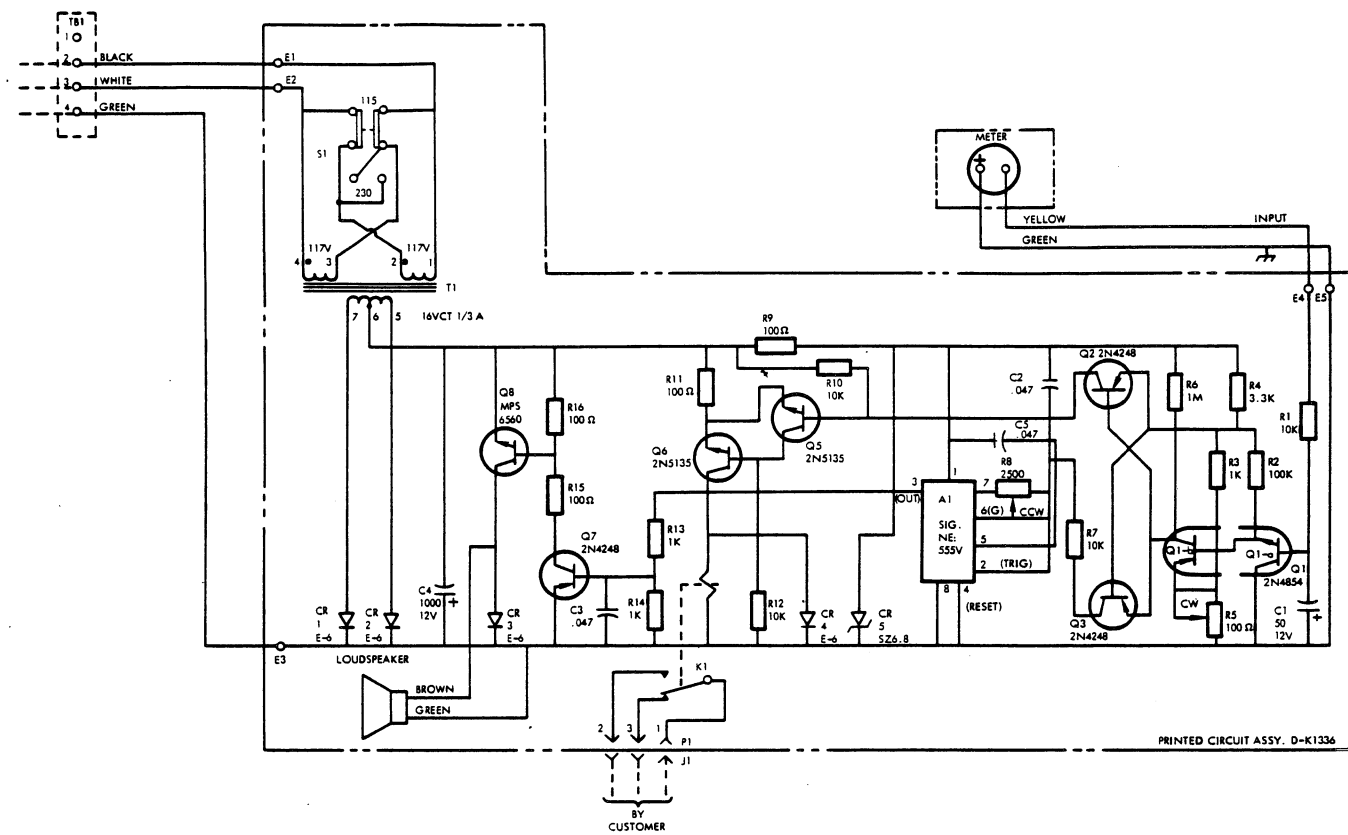 TB1
1
2 BLACK
3 WHITE
4 GREEN
E1
E2
115
S1
230
117V
4 3
117V
2 1
T1
7 6 5
16VCT 1/3 A
METER
+
YELLOW
INPUT
GREEN
E4 E5
R9
100Ω
R10
10K
R11
100Ω
Q8
MPS
6560
R16
100Ω
R15
100Ω
Q6
2N5135
Q5
2N5135
Q7
2N4248
R13
1K
R14
1K
C3
.047
C4
1000
12V
+
CR
1
E-6
CR
2
E-6
CR
3
E-6
R12
10K
CR
4
E-6
CR
5
SZ6.8
3
(OUT)
A1
SIG.
NE:
555V
1
7
6(G)
5
2 (TRIG)
8 4
(RESET)
C5
.047
R8
2500
CCW
C2
.047
R7
10K
Q2 2N4248
Q3
2N4248
R6
1M
R4
3.3K
R3
1K
R2
100K
R1
10K
Q1-b
Q1-a
Q1
2N4854
CW
R5
100Ω
C1
50
12V
+
E3
LOUDSPEAKER
BROWN
GREEN
K1
2 3 1
P1
J1
BY
CUSTOMER
PRINTED CIRCUIT ASSY. D-K1336